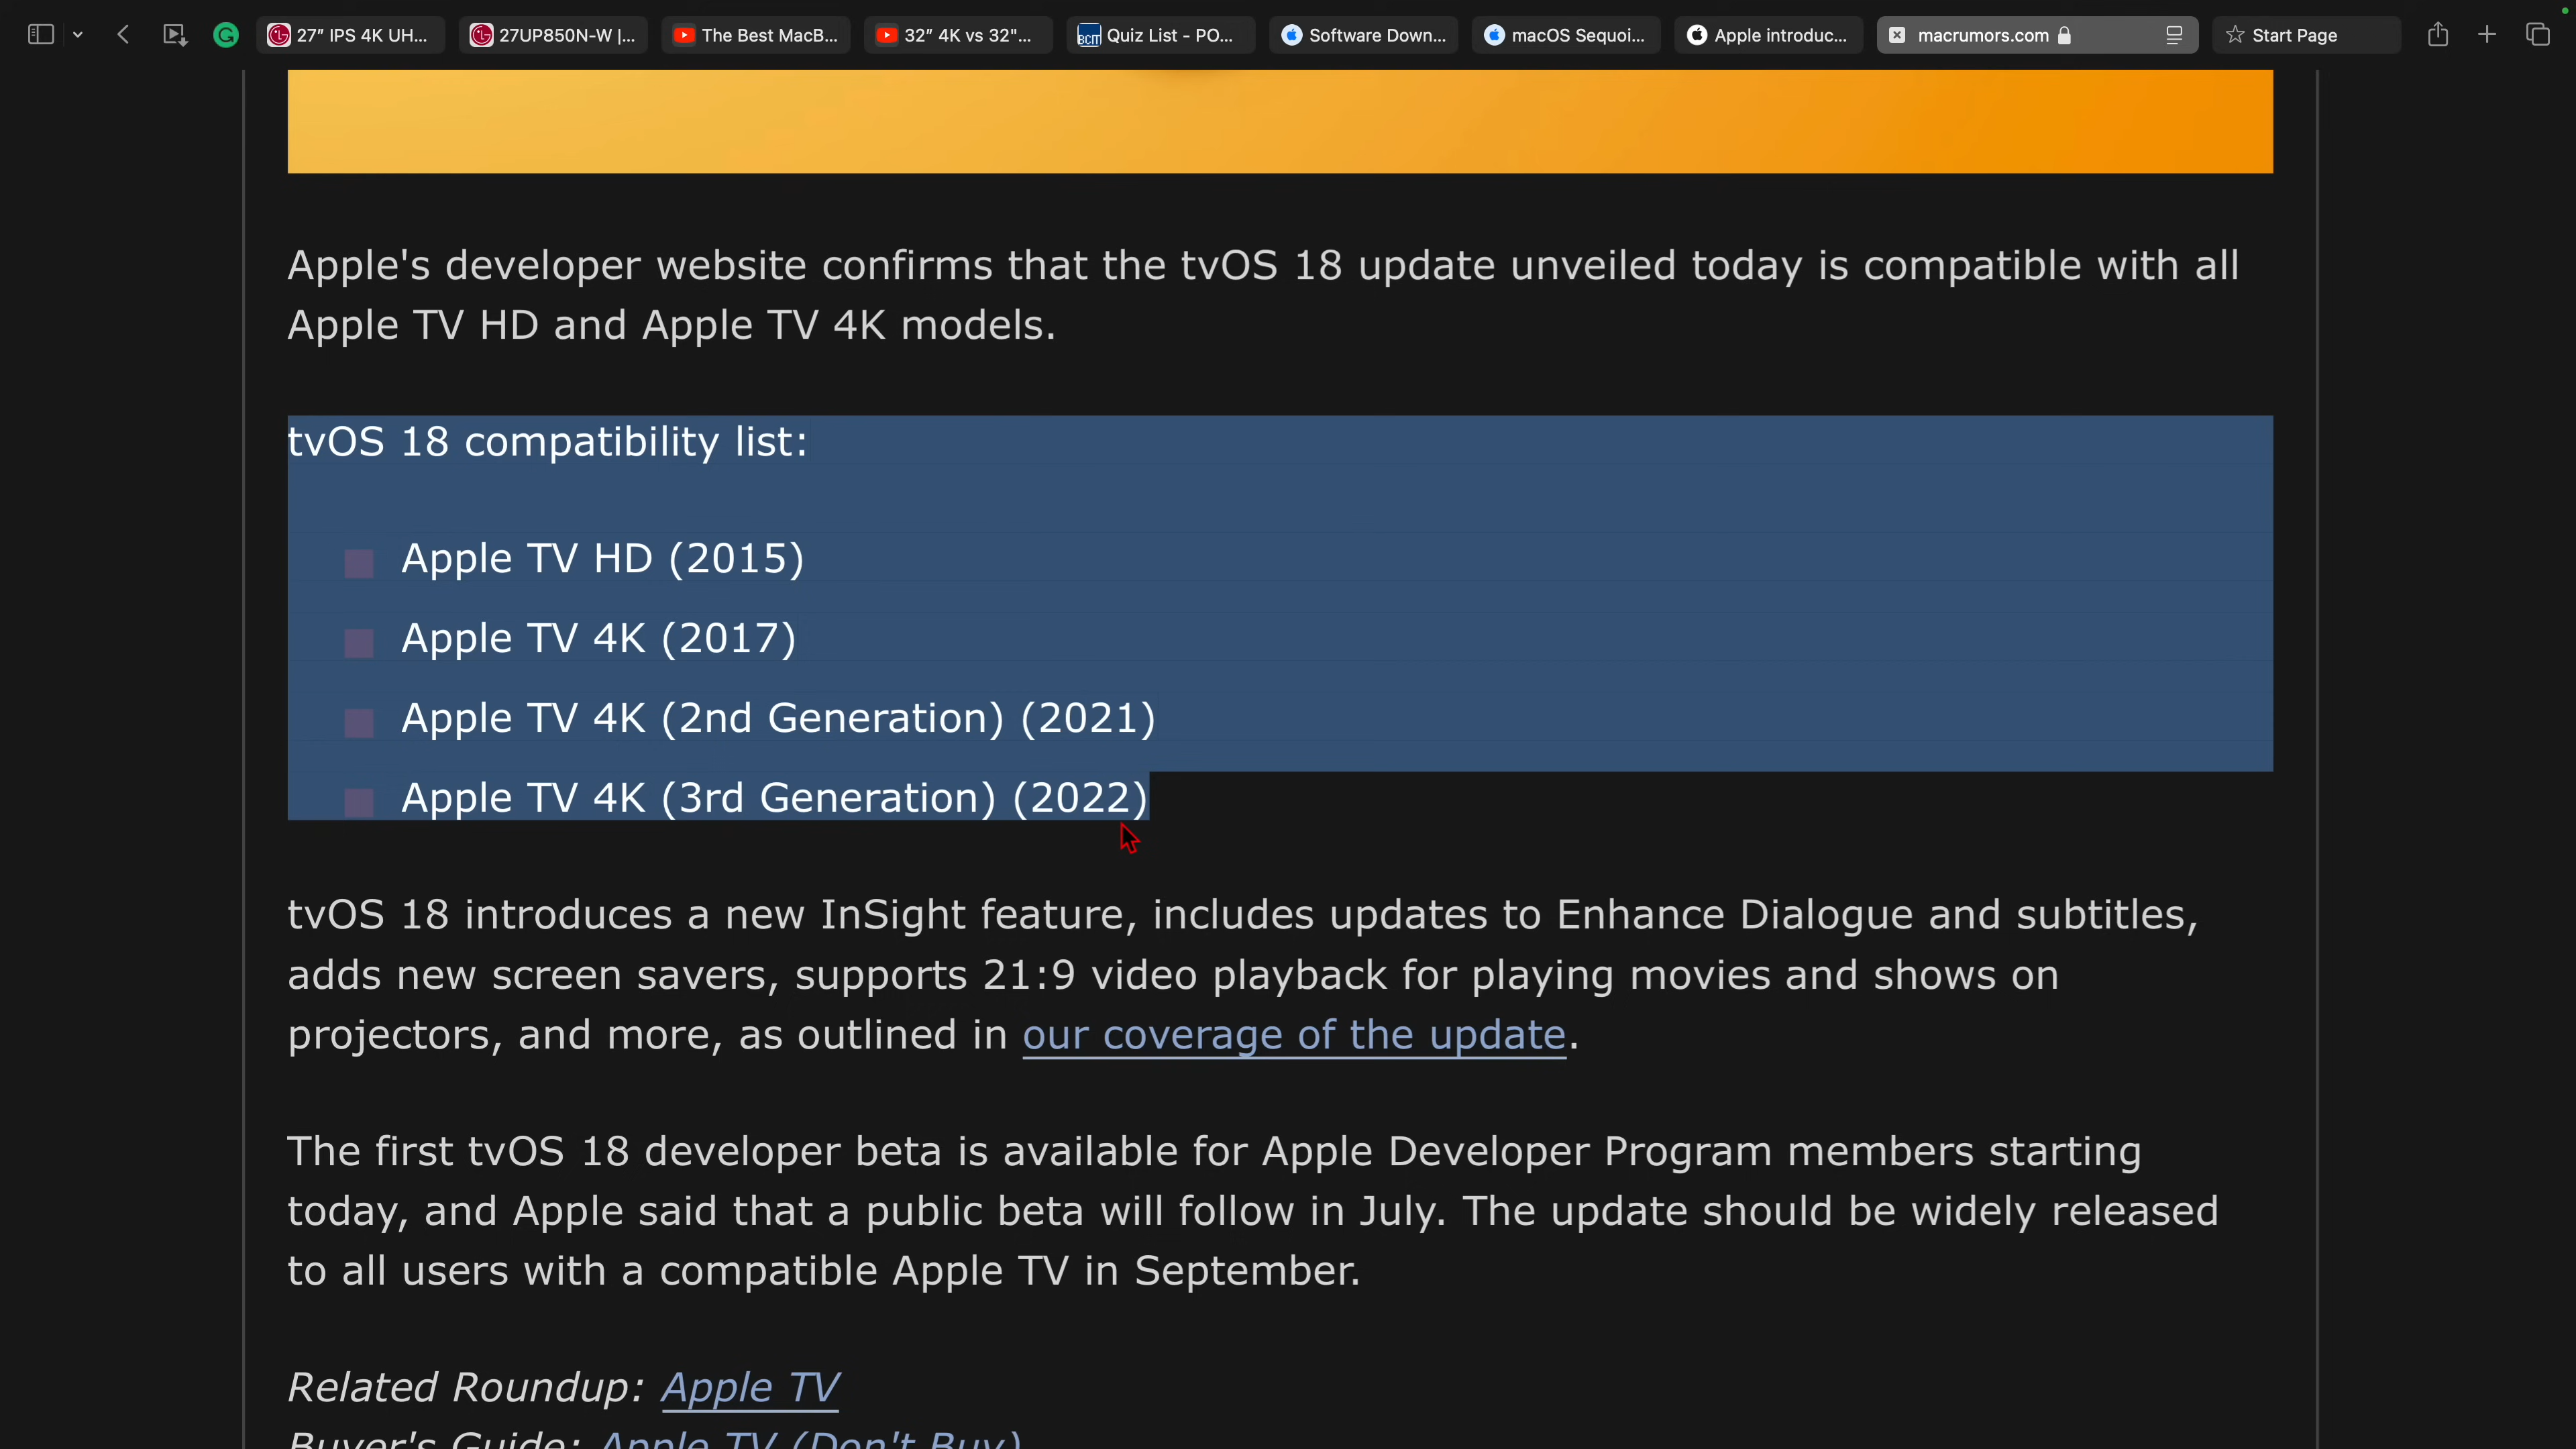 27” IPS 4K UH...
27UP850N-W |...
The Best MacB...
32” 4K vs 32"...
BCIT
Quiz List - PO...
Software Down...
macOS Sequoi...
Apple introduc...
macrumors.com
Start Page
Apple's developer website confirms that the tvOS 18 update unveiled today is compatible with all
Apple TV HD and Apple TV 4K models.
tvOS 18 compatibility list:
Apple TV HD (2015)
Apple TV 4K (2017)
Apple TV 4K (2nd Generation) (2021)
Apple TV 4K (3rd Generation) (2022)
tvOS 18 introduces a new InSight feature, includes updates to Enhance Dialogue and subtitles,
adds new screen savers, supports 21:9 video playback for playing movies and shows on
projectors, and more, as outlined in our coverage of the update.
The first tvOS 18 developer beta is available for Apple Developer Program members starting
today, and Apple said that a public beta will follow in July. The update should be widely released
to all users with a compatible Apple TV in September.
Related Roundup: Apple TV
Buyer's Guide: Apple TV (Don't Buy)